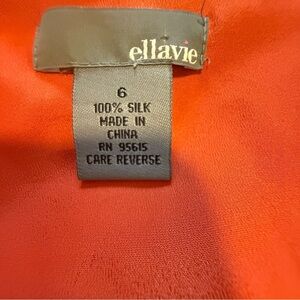 ellavie
6
100% SILK
MADE IN
CHINA
RN 95615
CARE REVERSE